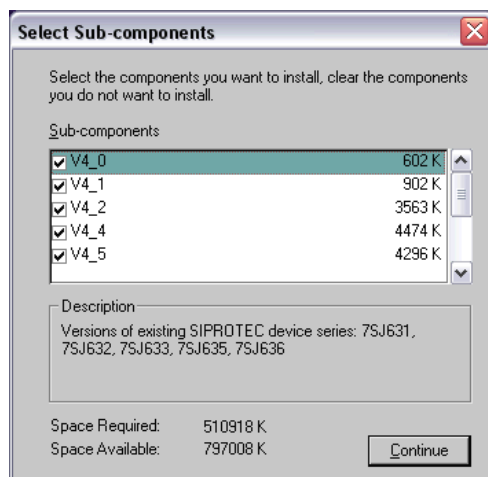 Select Sub-components
Select the components you want to install, clear the components
you do not want to install.
Sub-components
V4_0 602 K
V4_1 902 K
V4_2 3563 K
V4_4 4474 K
V4_5 4296 K
Description
Versions of existing SIPROTEC device series: 7SJ631,
7SJ632, 7SJ633, 7SJ635, 7SJ636
Space Required: 510918 K
Space Available: 797008 K
Continue